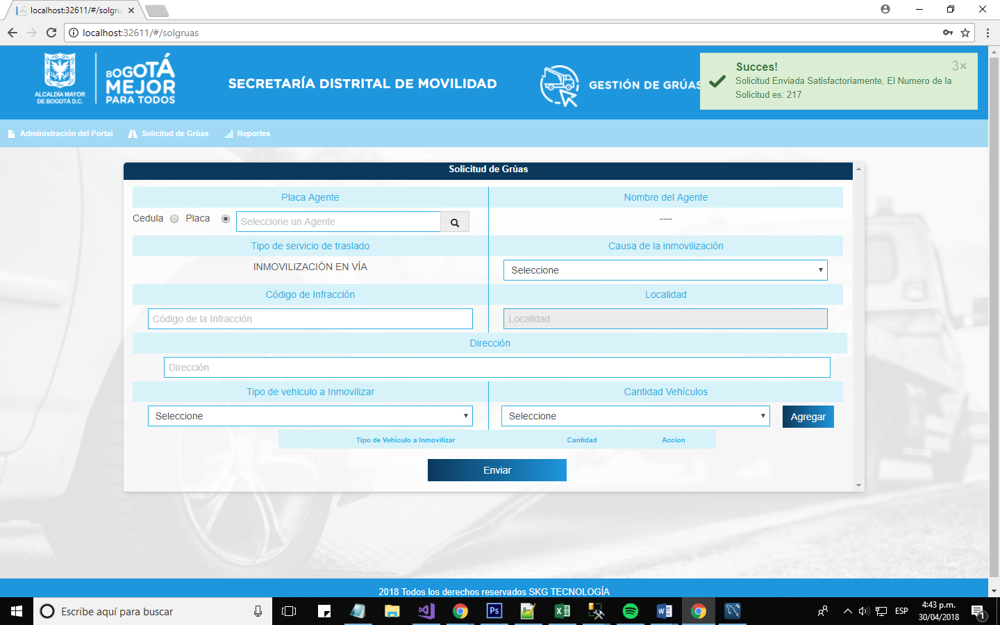 localhost:32611/#/solgru
localhost:32611/#/solgruas
ALCALDÍA MAYOR
DE BOGOTÁ D.C.
BOGOTÁ
MEJOR
PARA TODOS
SECRETARÍA DISTRITAL DE MOVILIDAD
GESTIÓN DE GRÚAS
Succes!
3×
Solicitud Enviada Satisfactoriamente, El Numero de la
Solicitud es: 217
Administración del Portal
Solicitud de Grúas
Reportes
Solicitud de Grúas
Placa Agente
Nombre del Agente
Cedula
Placa
Seleccione un Agente
----
Tipo de servicio de traslado
Causa de la inmovilización
INMOVILIZACIÓN EN VÍA
Seleccione
Código de Infracción
Localidad
Código de la Infracción
Localidad
Dirección
Dirección
Tipo de vehiculo a Inmovilizar
Cantidad Vehículos
Seleccione
Seleccione
Agregar
Tipo de Vehículo a Inmovilizar
Cantidad
Accion
Enviar
2018 Todos los derechos reservados SKG TECNOLOGÍA
Escribe aquí para buscar
Ps
ESP
4:43 p.m.
30/04/2018
1